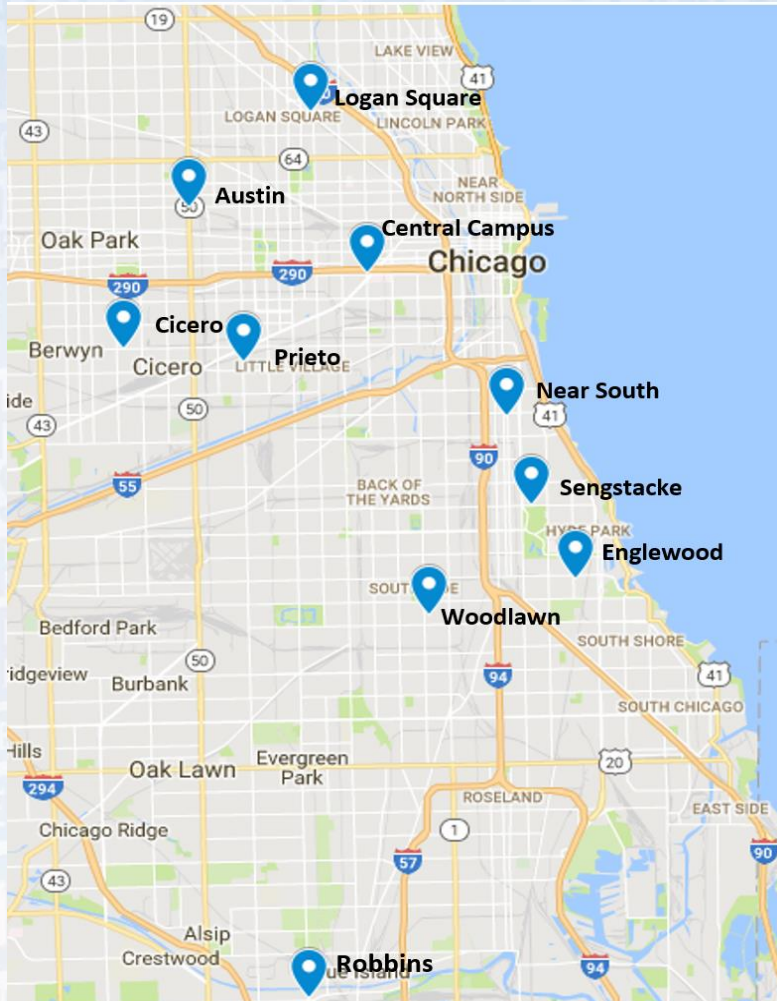 19
LAKE VIEW
41
Logan Square
LOGAN SQUARE
LINCOLN PARK
43
64
NEAR
NORTH SIDE
50
Austin
Central Campus
Oak Park
Chicago
290
290
Cicero
Prieto
Berwyn
Cicero
LITTLE VILLAGE
Near South
ide
50
41
43
90
55
BACK OF
THE YARDS
Sengstacke
HYDE PARK
Englewood
Woodlawn
Bedford Park
SOUTH SHORE
50
ridgeview
94
41
Burbank
SOUTH CHICAGO
Hills
Evergreen
Park
Oak Lawn
20
294
ROSELAND
EAST SIDE
Chicago Ridge
1
57
90
43
Alsip
Crestwood
Robbins
ue Island
94